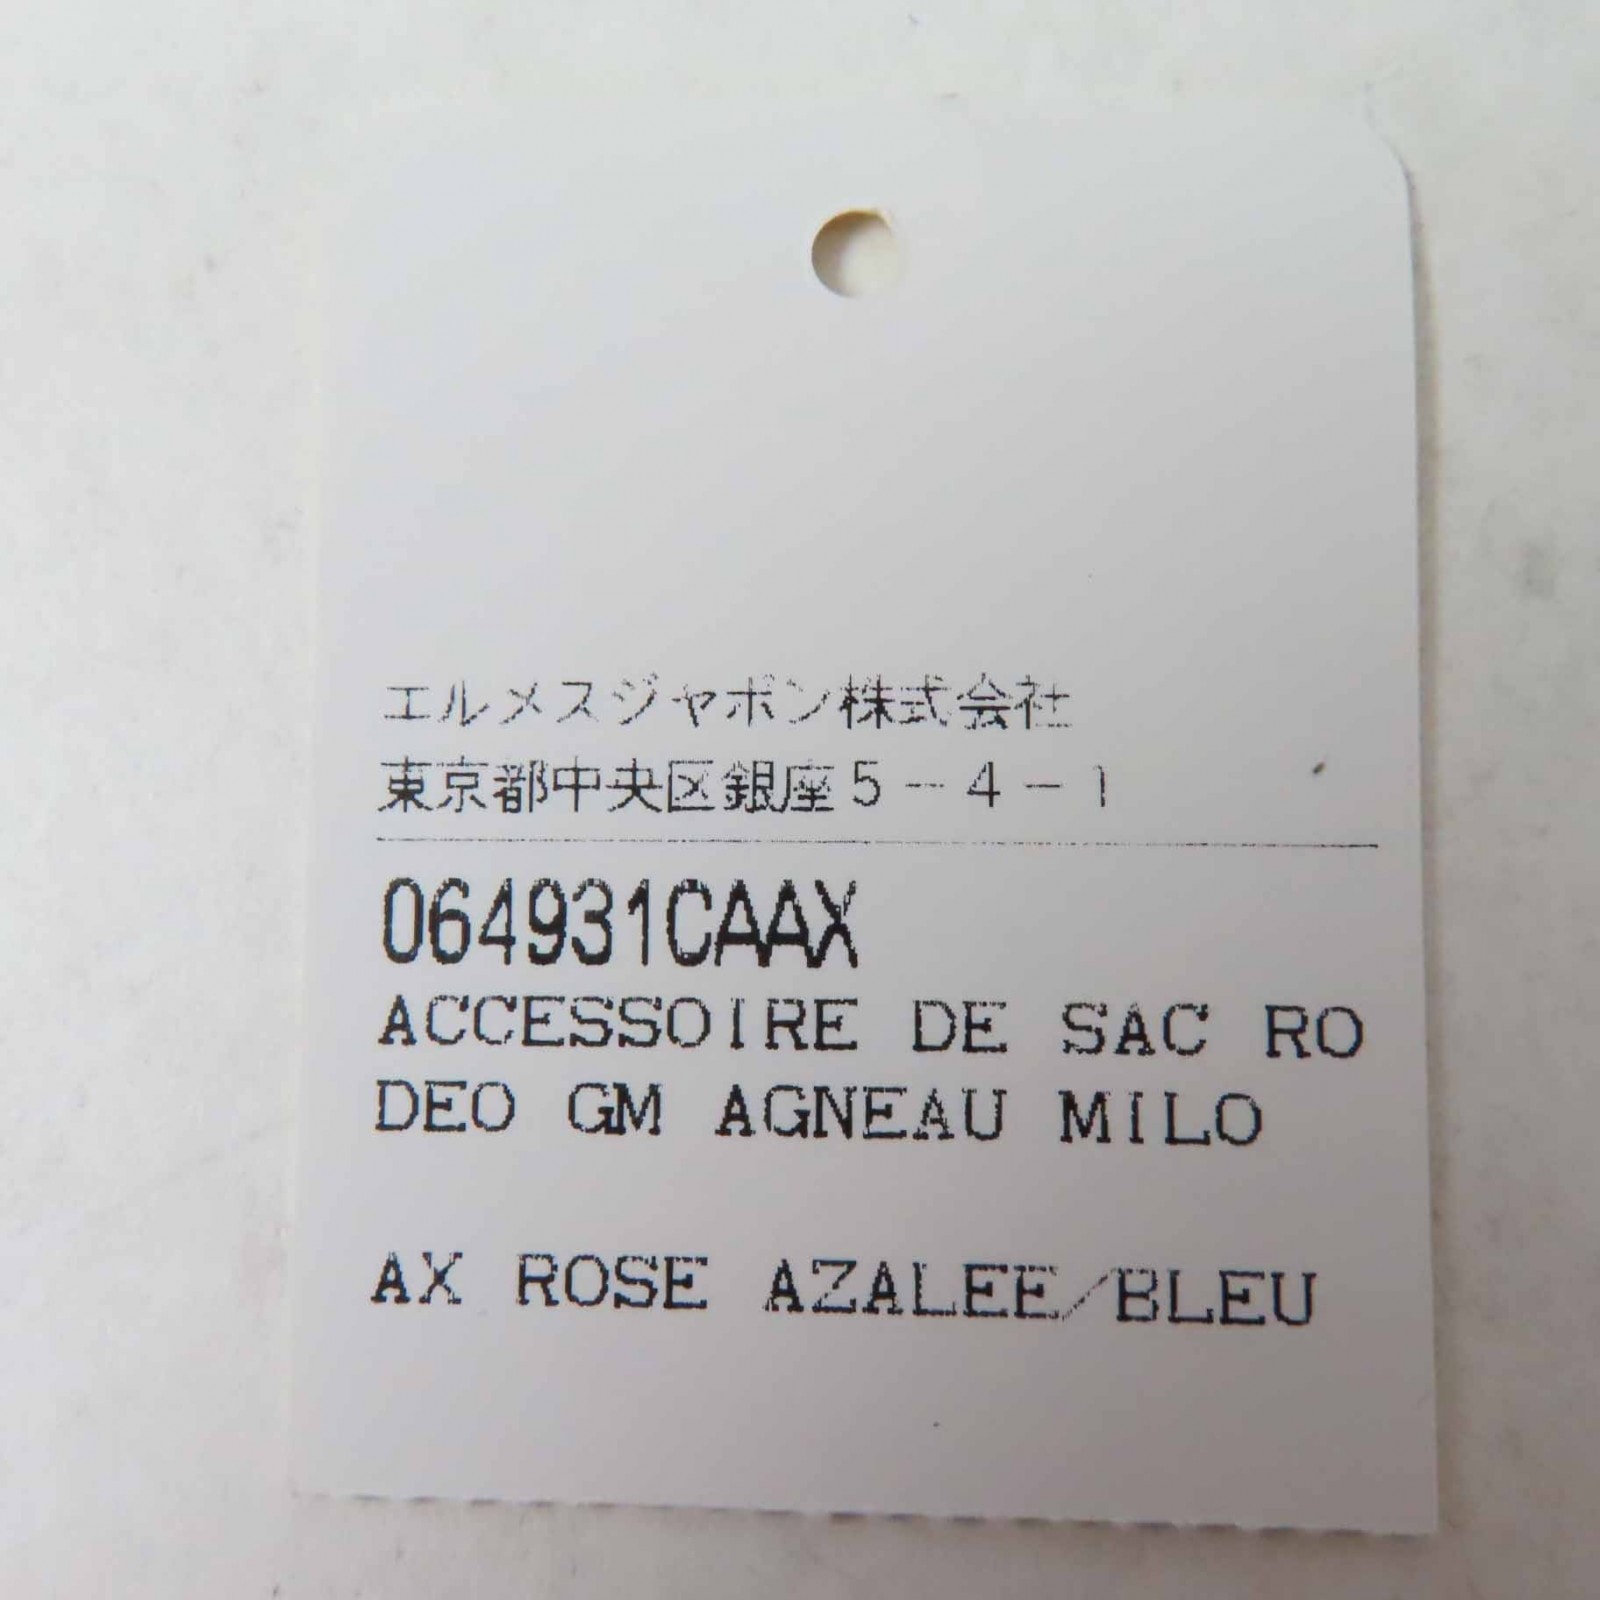 エルメスジャポン株式会社
東京都中央区銀座5-4-1
064931CAAX
ACCESSOIRE DE SAC RO
DEO GM AGNEAU MILO
AX ROSE AZALEE/BLEU